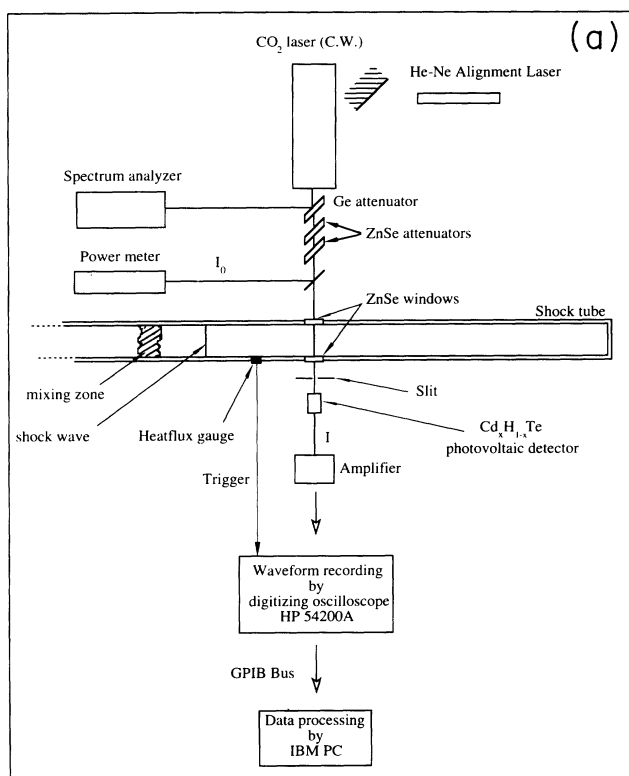 (a)
CO₂ laser (C.W.)
He-Ne Alignment Laser
Spectrum analyzer
Ge attenuator
ZnSe attenuators
Power meter
I₀
ZnSe windows
Shock tube
mixing zone
Slit
shock wave
Heatflux gauge
CdₓH₁₋ₓTe
photovoltaic detector
I
Trigger
Amplifier
Waveform recording
by
digitizing oscilloscope
HP 54200A
GPIB Bus
Data processing
by
IBM PC